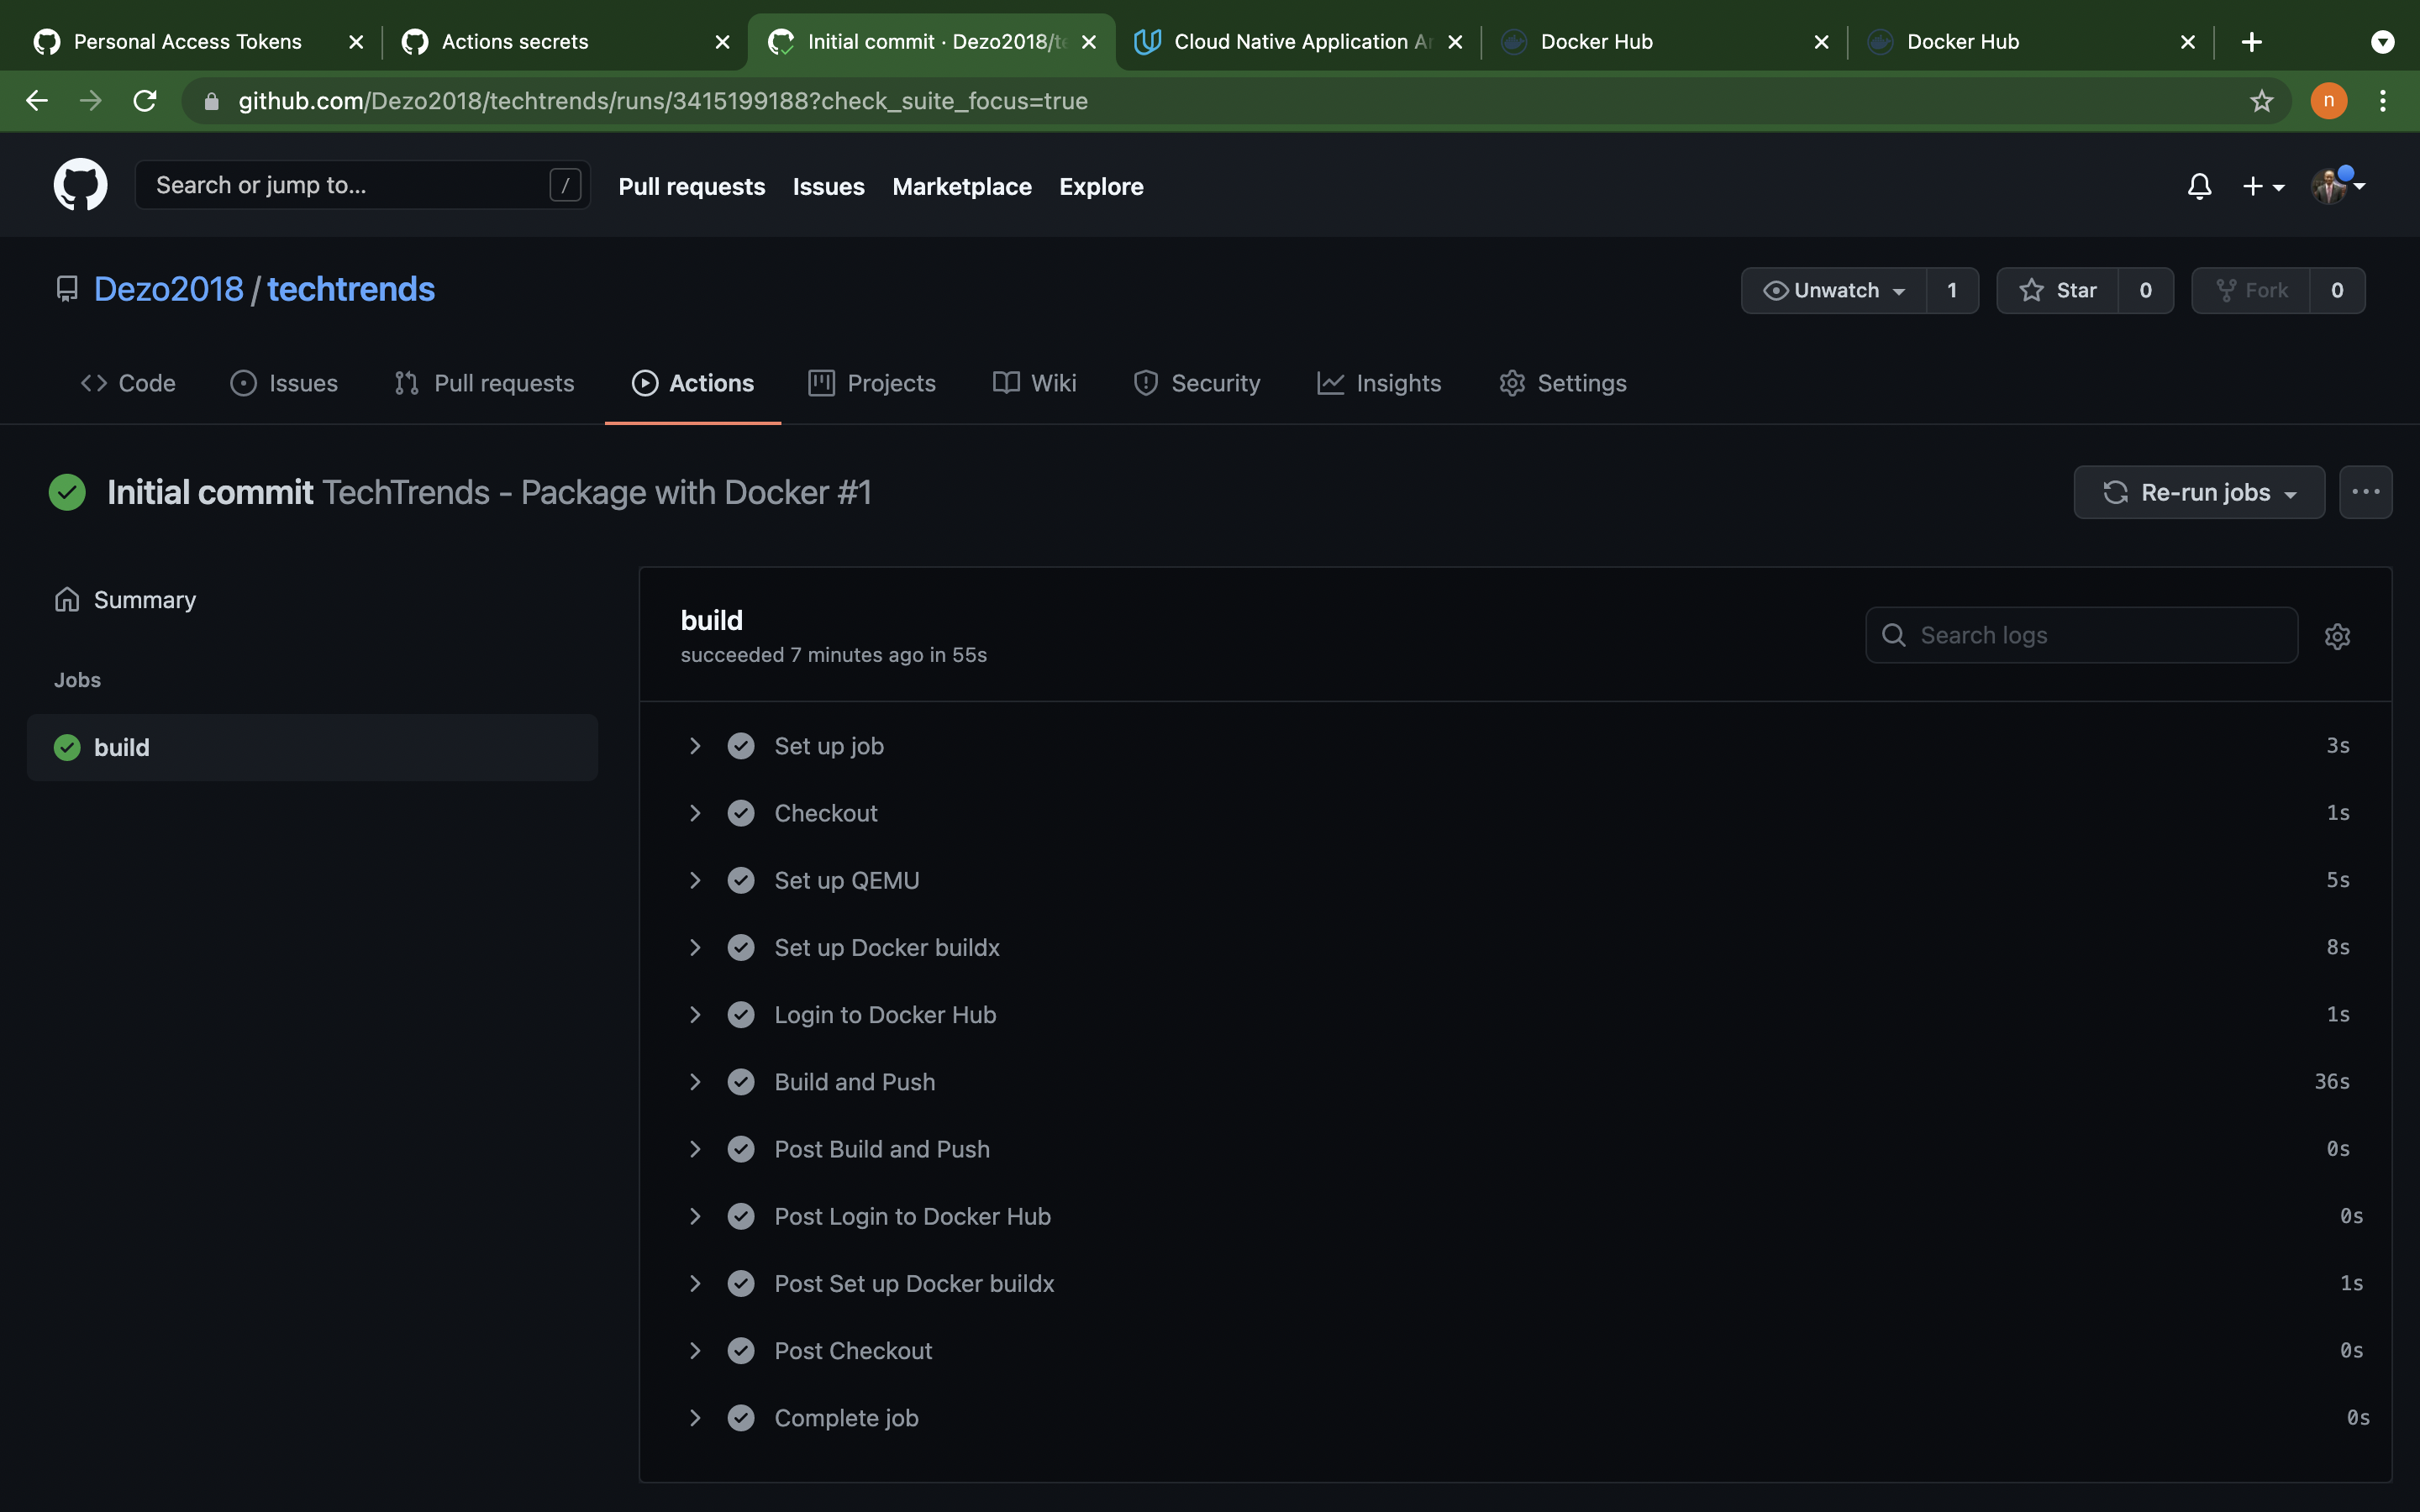 Personal Access Tokens
Actions secrets
Initial commit · Dezo2018/te
Cloud Native Application Ar
Docker Hub
Docker Hub
github.com/Dezo2018/techtrends/runs/3415199188?check_suite_focus=true
n
Search or jump to...
/
Pull requests
Issues
Marketplace
Explore
Dezo2018 / techtrends
Unwatch 1
Star 0
Fork 0
Code
Issues
Pull requests
Actions
Projects
Wiki
Security
Insights
Settings
Initial commit TechTrends - Package with Docker #1
Re-run jobs
Summary
Jobs
build
build
succeeded 7 minutes ago in 55s
Search logs
Set up job 3s
Checkout 1s
Set up QEMU 5s
Set up Docker buildx 8s
Login to Docker Hub 1s
Build and Push 36s
Post Build and Push 0s
Post Login to Docker Hub 0s
Post Set up Docker buildx 1s
Post Checkout 0s
Complete job 0s